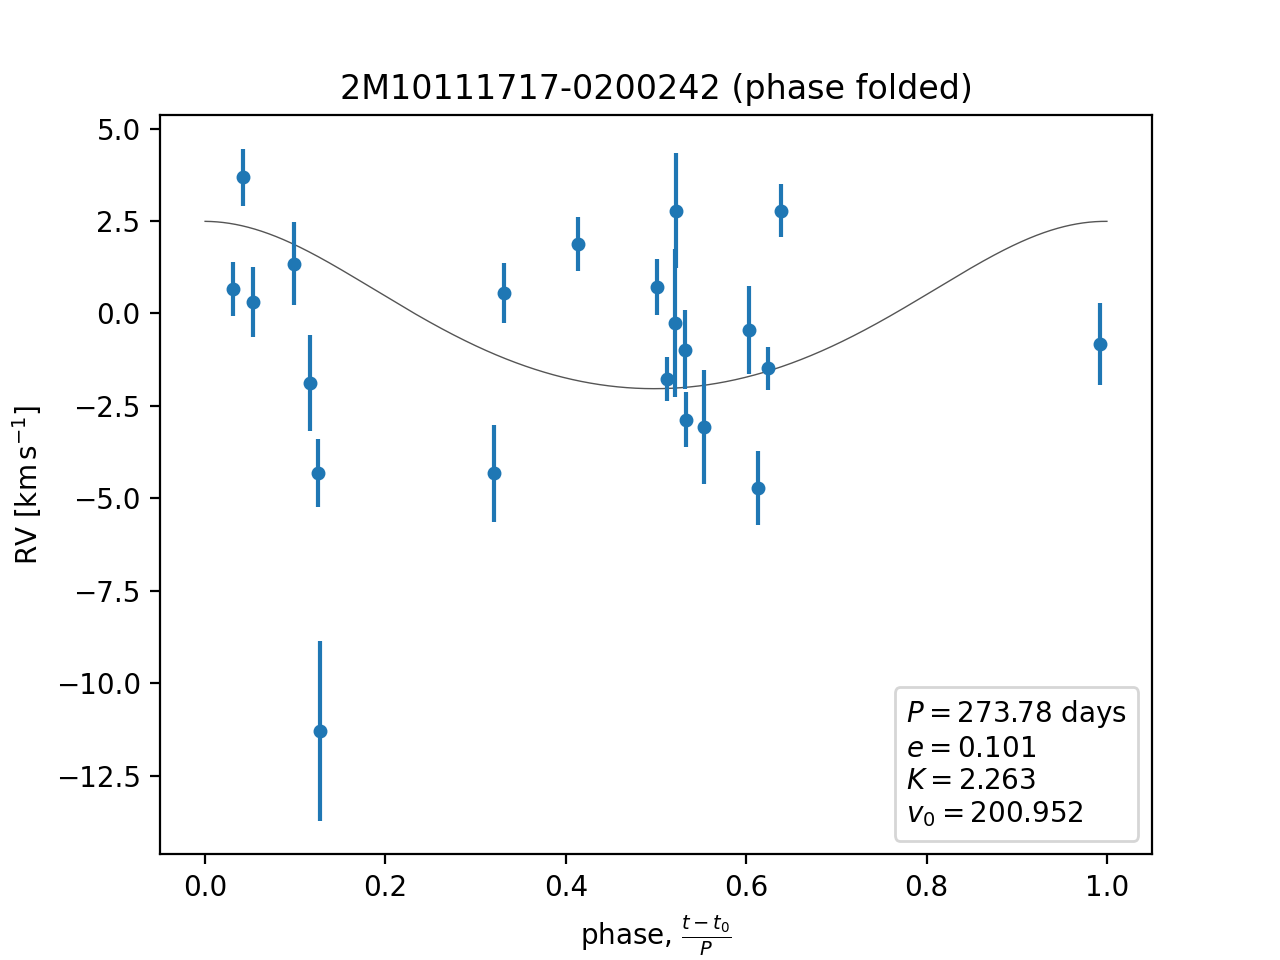 2M10111717-0200242 (phase folded)
RV [km s⁻¹]
5.0
2.5
0.0
−2.5
−5.0
−7.5
−10.0
−12.5
P = 273.78 days
e = 0.101
K = 2.263
v₀ = 200.952
0.0 0.2 0.4 0.6 0.8 1.0
phase, (t − t₀)/P